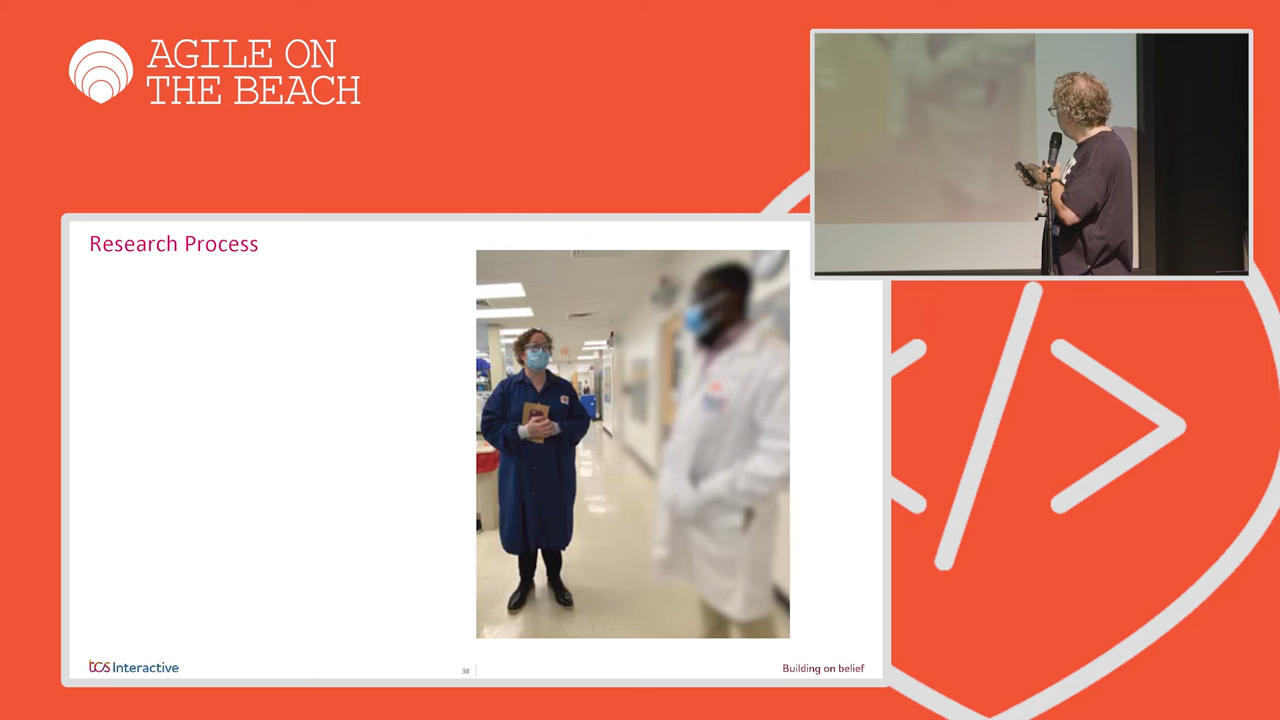 AGILE ON
THE BEACH
Research Process
tcs Interactive
38
Building on belief